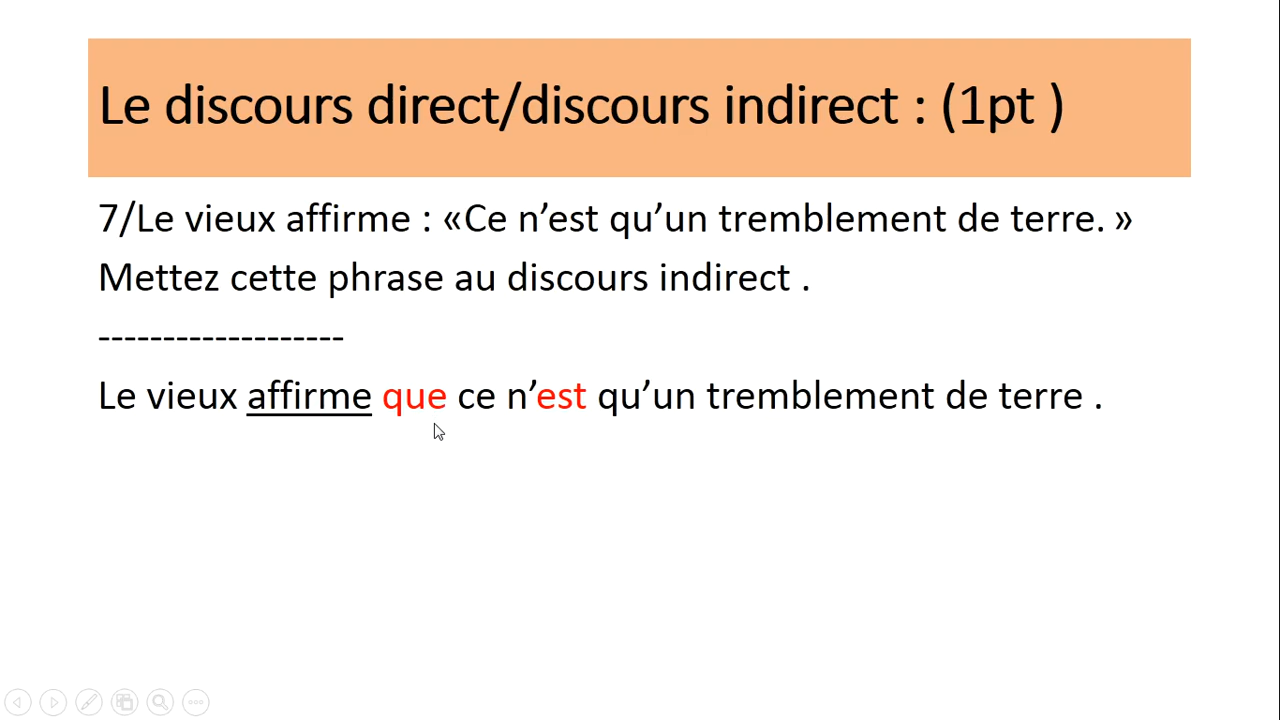 Le discours direct/discours indirect : (1pt )
7/Le vieux affirme : «Ce n’est qu’un tremblement de terre. »
Mettez cette phrase au discours indirect .
-------------------
Le vieux affirme que ce n’est qu’un tremblement de terre .